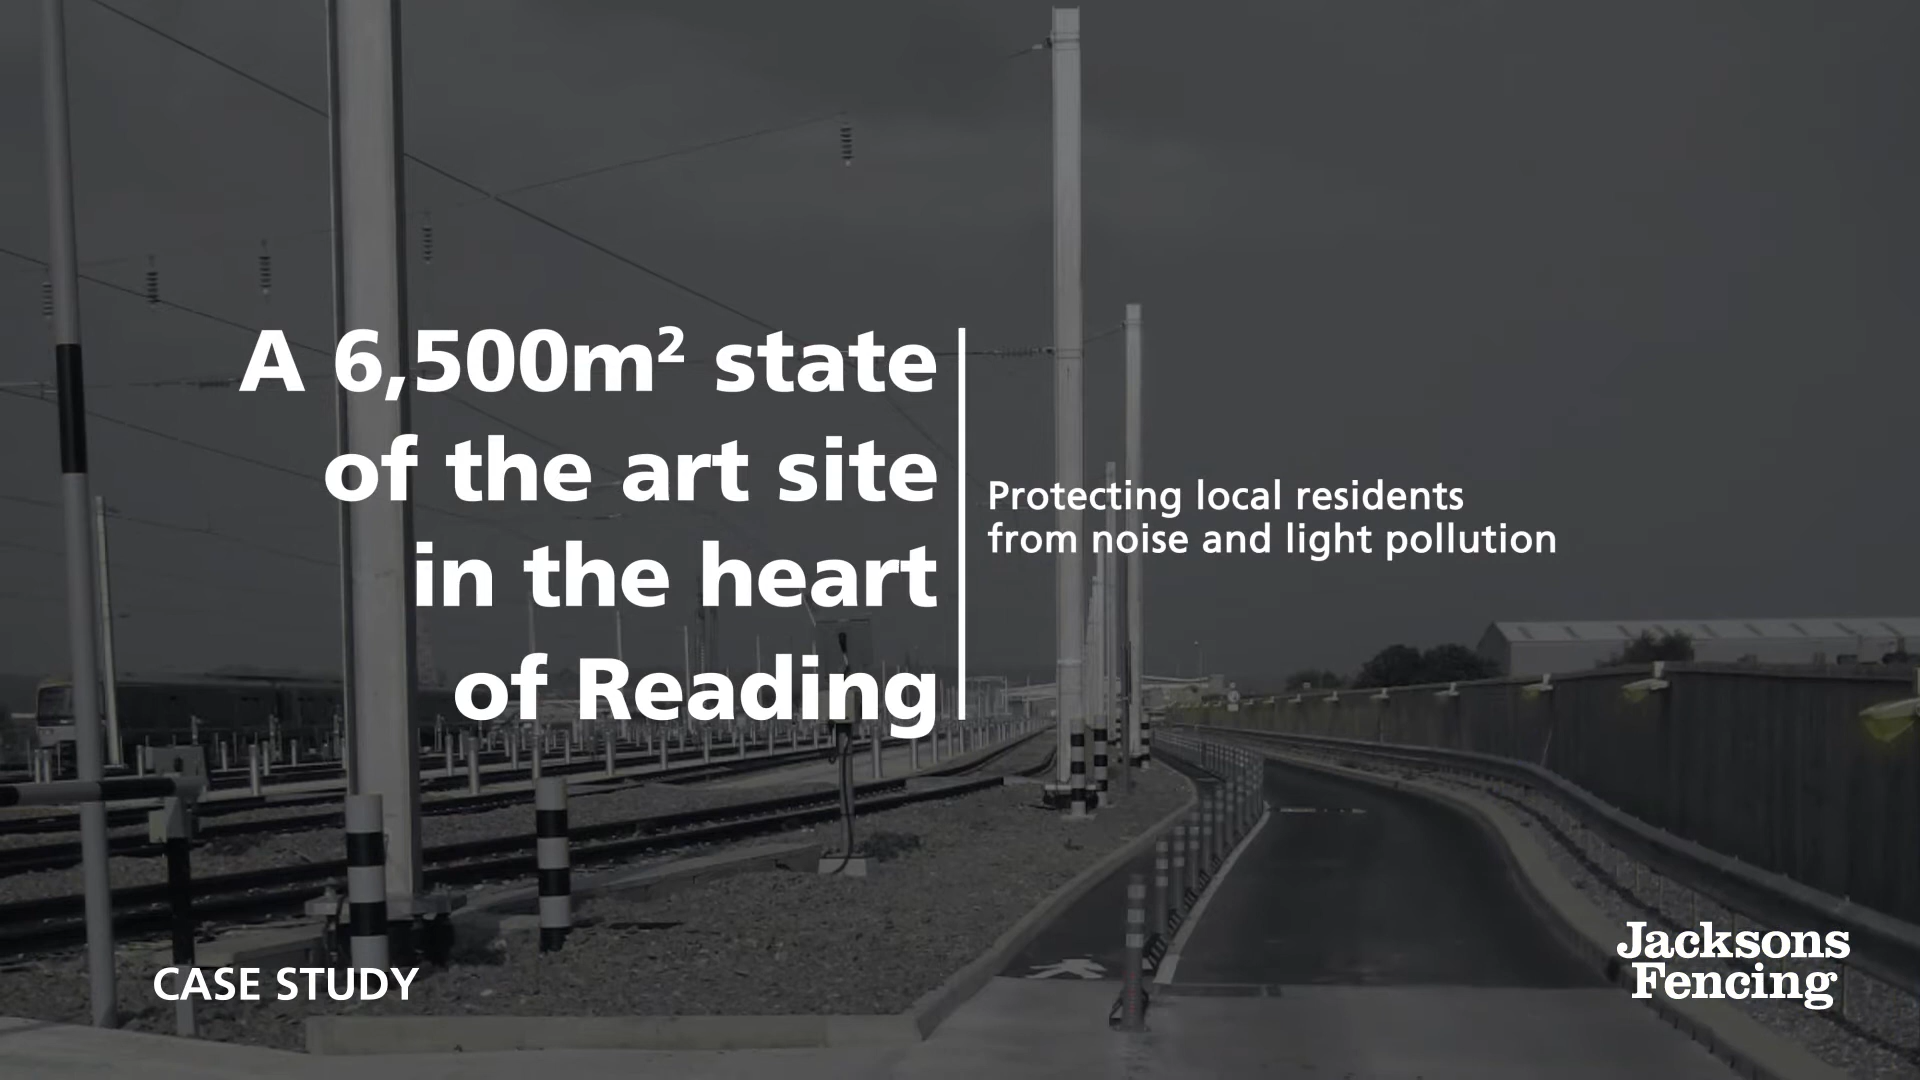 A 6,500m² state
of the art site
in the heart
of Reading
Protecting local residents
from noise and light pollution
CASE STUDY
Jacksons
Fencing